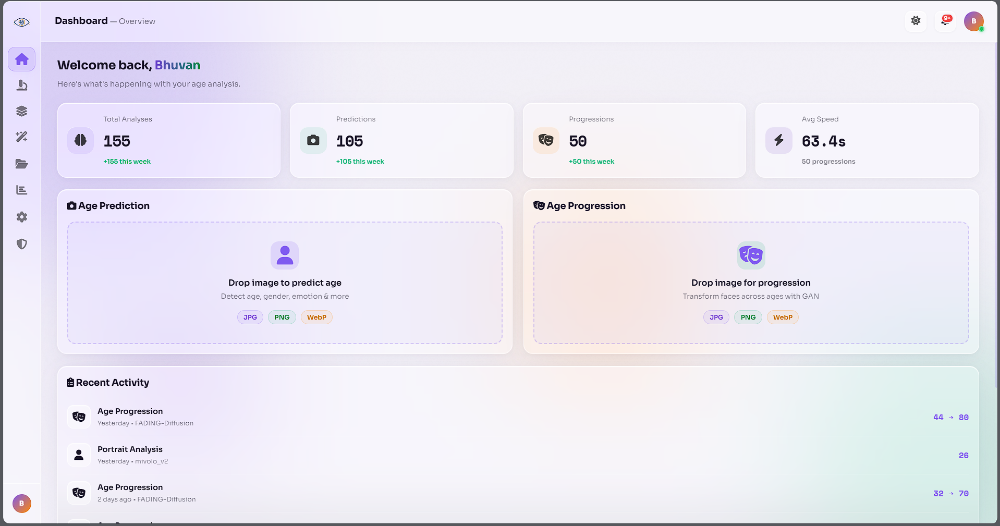 Dashboard — Overview
9+
B
Welcome back, Bhuvan
Here's what's happening with your age analysis.
Total Analyses
155
+155 this week
Predictions
105
+105 this week
Progressions
50
+50 this week
Avg Speed
63.4s
50 progressions
Age Prediction
Drop image to predict age
Detect age, gender, emotion & more
JPG PNG WebP
Age Progression
Drop image for progression
Transform faces across ages with GAN
JPG PNG WebP
Recent Activity
Age Progression
Yesterday • FADING-Diffusion
44 → 80
Portrait Analysis
Yesterday • mivolo_v2
26
Age Progression
2 days ago • FADING-Diffusion
32 → 70
B